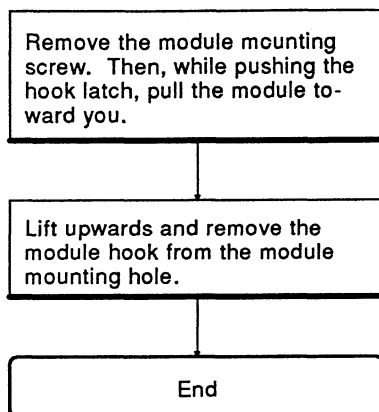 Remove the module mounting
screw. Then, while pushing the
hook latch, pull the module to-
ward you.
Lift upwards and remove the
module hook from the module
mounting hole.
End